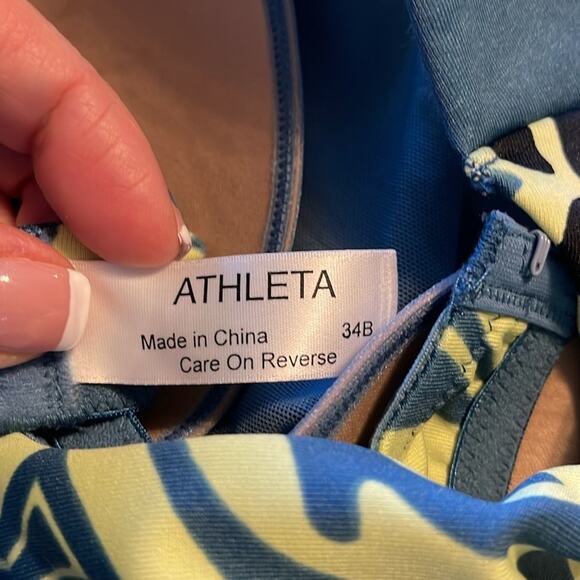 ATHLETA
Made in China 34B
Care On Reverse